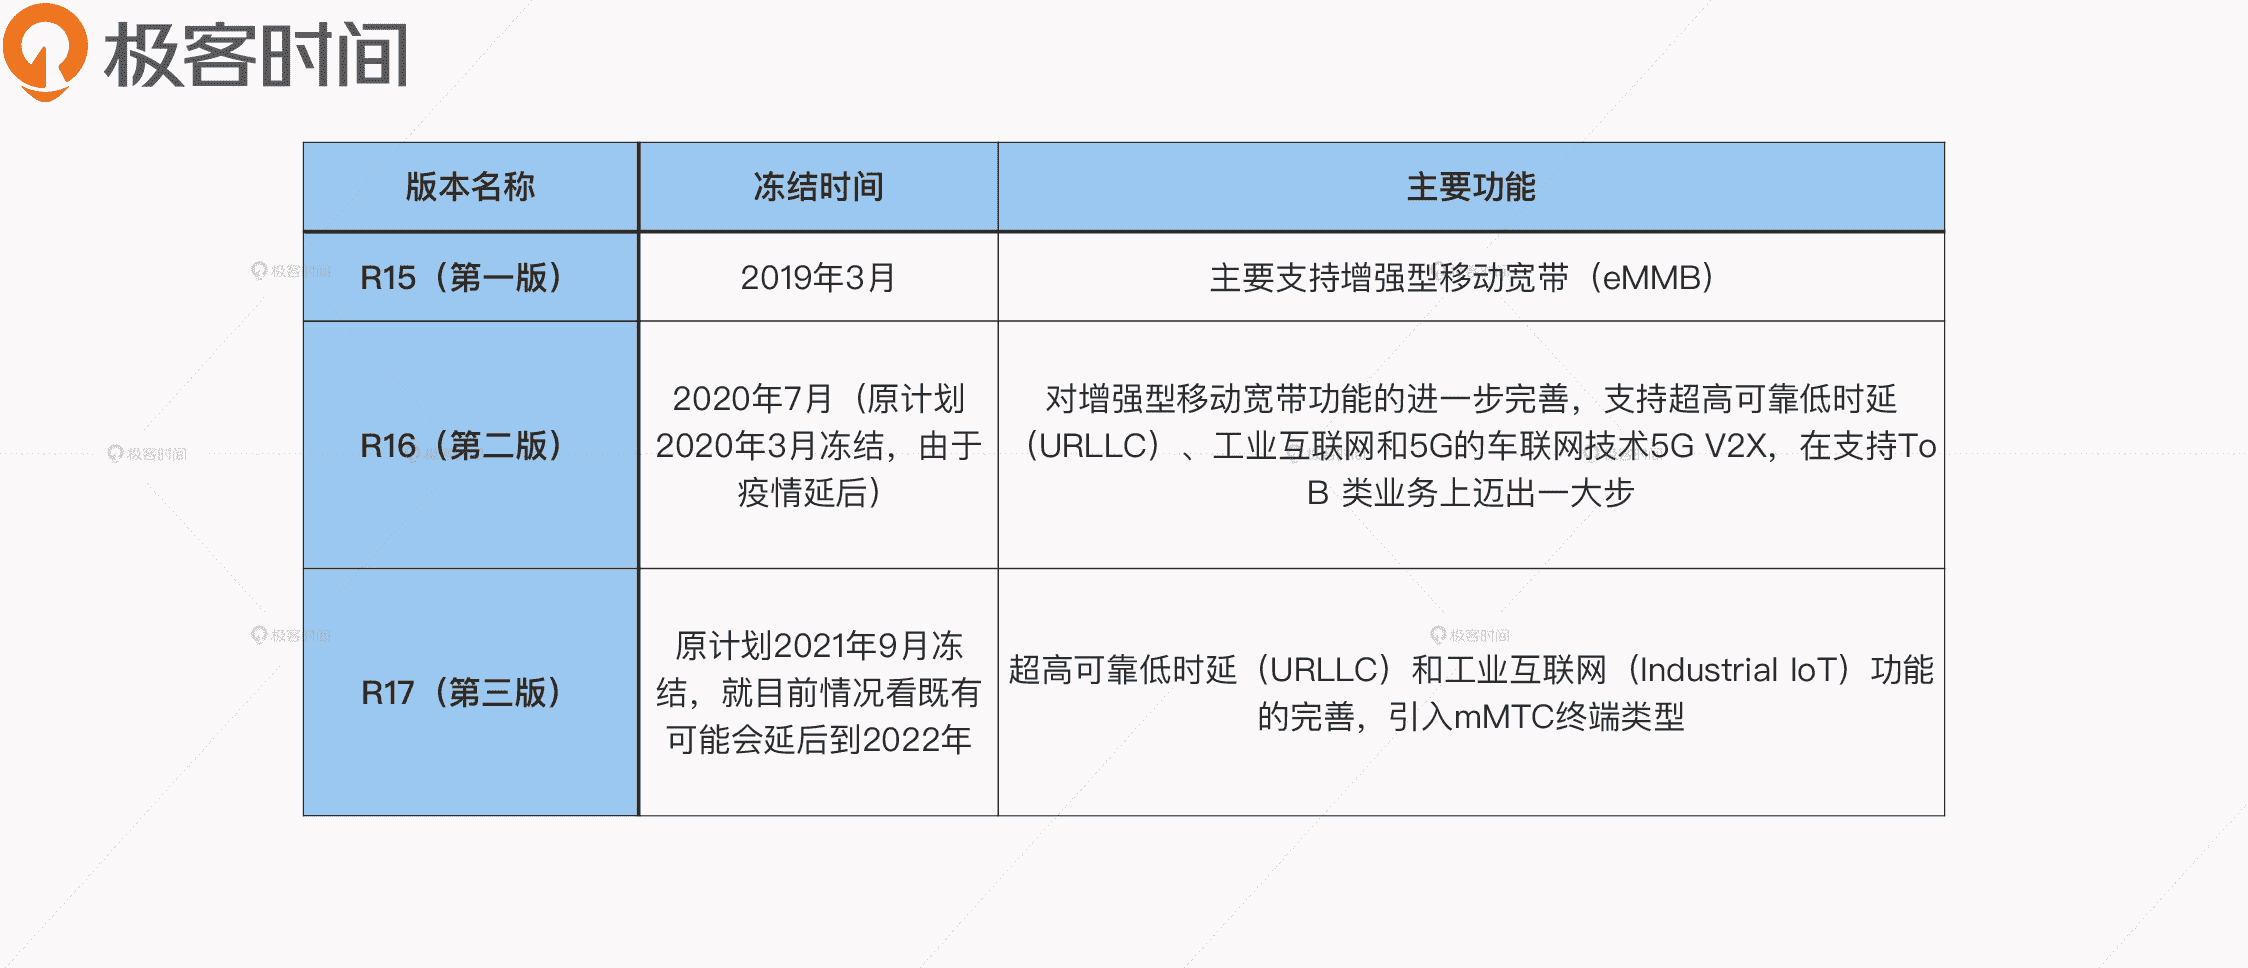 极客时间
版本名称
冻结时间
主要功能
R15（第一版）
2019年3月
主要支持增强型移动宽带（eMMB）
R16（第二版）
2020年7月（原计划
2020年3月冻结，由于
疫情延后）
对增强型移动宽带功能的进一步完善，支持超高可靠低时延
（URLLC）、工业互联网和5G的车联网技术5G V2X，在支持To
B 类业务上迈出一大步
R17（第三版）
原计划2021年9月冻
结，就目前情况看既有
可能会延后到2022年
超高可靠低时延（URLLC）和工业互联网（Industrial IoT）功能
的完善，引入mMTC终端类型
极客时间
极客时间
极客时间
极客时间